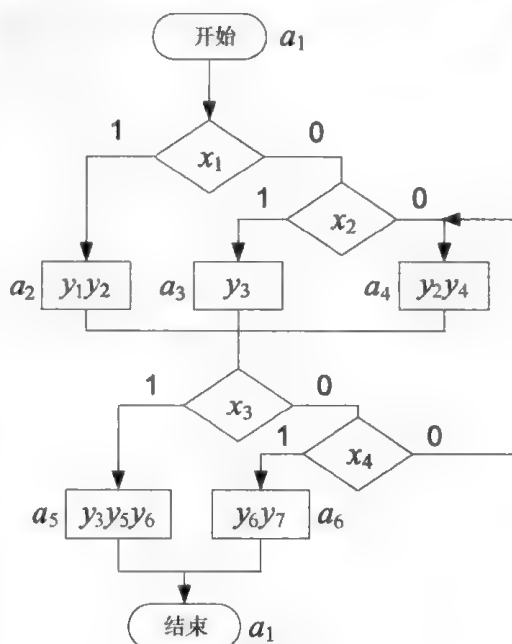 开始 a₁
1 0
x₁
1 0
x₂
a₂ y₁y₂ a₃ y₃ a₄ y₂y₄
1 0
x₃
1 0
x₄
a₅ y₃y₅y₆ y₆y₇ a₆
结束 a₁